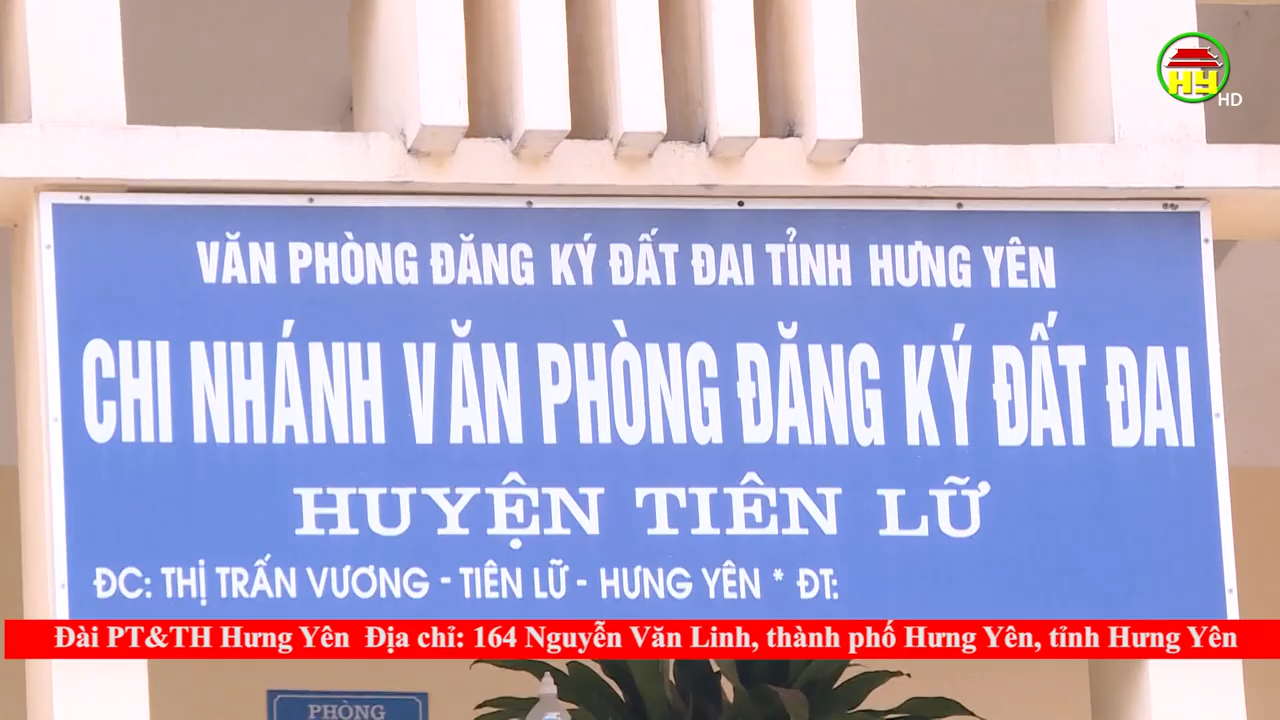 HY
HD
VĂN PHÒNG ĐĂNG KÝ ĐẤT ĐAI TỈNH HƯNG YÊN
CHI NHÁNH VĂN PHÒNG ĐĂNG KÝ ĐẤT ĐAI
HUYỆN TIÊN LỮ
ĐC: THỊ TRẤN VƯƠNG - TIÊN LỮ - HƯNG YÊN * ĐT:
Đài PT&TH Hưng Yên Địa chỉ: 164 Nguyễn Văn Linh, thành phố Hưng Yên, tỉnh Hưng Yên
PHÒNG